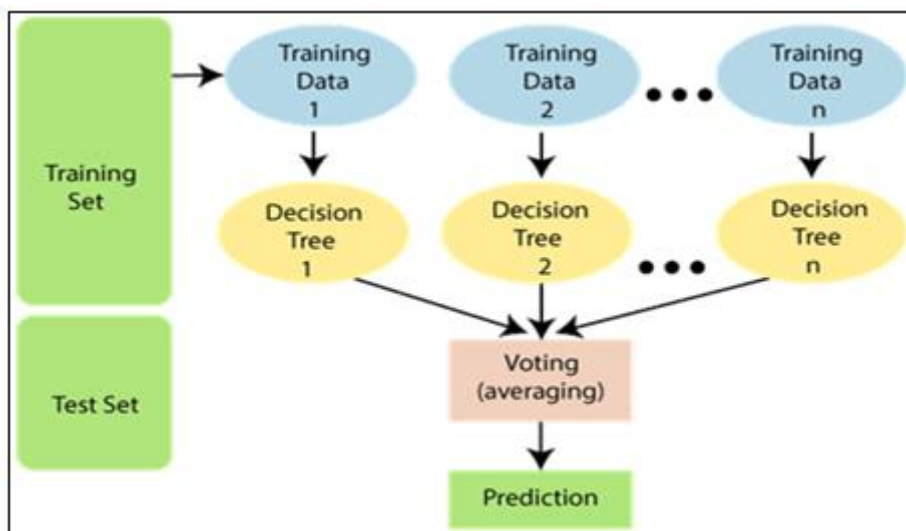 Training
Set
Test Set
Training
Data
1
Training
Data
2
Training
Data
n
Decision
Tree
1
Decision
Tree
2
Decision
Tree
n
Voting
(averaging)
Prediction